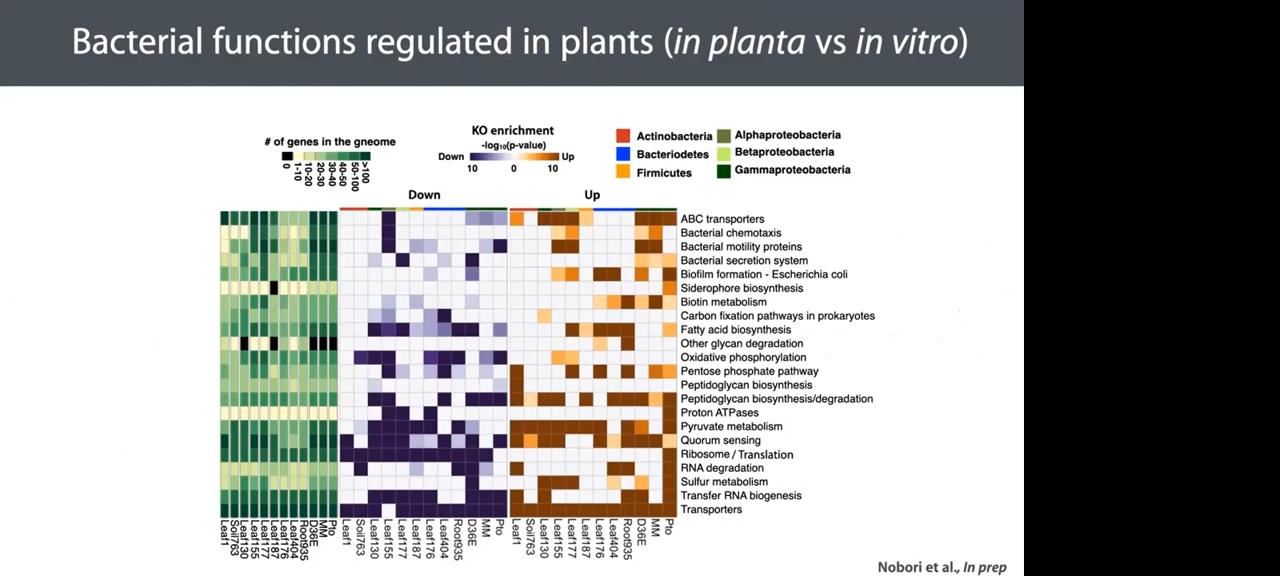 Bacterial functions regulated in plants (in planta vs in vitro)
# of genes in the gneome
0
1-10
10-20
20-30
30-40
40-50
50-100
>100
KO enrichment
-log10(p-value)
Down
Up
10
0
10
Actinobacteria
Bacteriodetes
Firmicutes
Alphaproteobacteria
Betaproteobacteria
Gammaproteobacteria
Down
Up
ABC transporters
Bacterial chemotaxis
Bacterial motility proteins
Bacterial secretion system
Biofilm formation - Escherichia coli
Siderophore biosynthesis
Biotin metabolism
Carbon fixation pathways in prokaryotes
Fatty acid biosynthesis
Other glycan degradation
Oxidative phosphorylation
Pentose phosphate pathway
Peptidoglycan biosynthesis
Peptidoglycan biosynthesis/degradation
Proton ATPases
Pyruvate metabolism
Quorum sensing
Ribosome / Translation
RNA degradation
Sulfur metabolism
Transfer RNA biogenesis
Transporters
Leaf1
Soil763
Leaf130
Leaf155
Leaf177
Leaf187
Leaf176
Leaf404
Root935
D36E
MM
Pto
Leaf1
Soil763
Leaf130
Leaf155
Leaf177
Leaf187
Leaf176
Leaf404
Root935
D36E
MM
Pto
Leaf1
Soil763
Leaf130
Leaf155
Leaf177
Leaf187
Leaf176
Leaf404
Root935
D36E
MM
Pto
Nobori et al., In prep